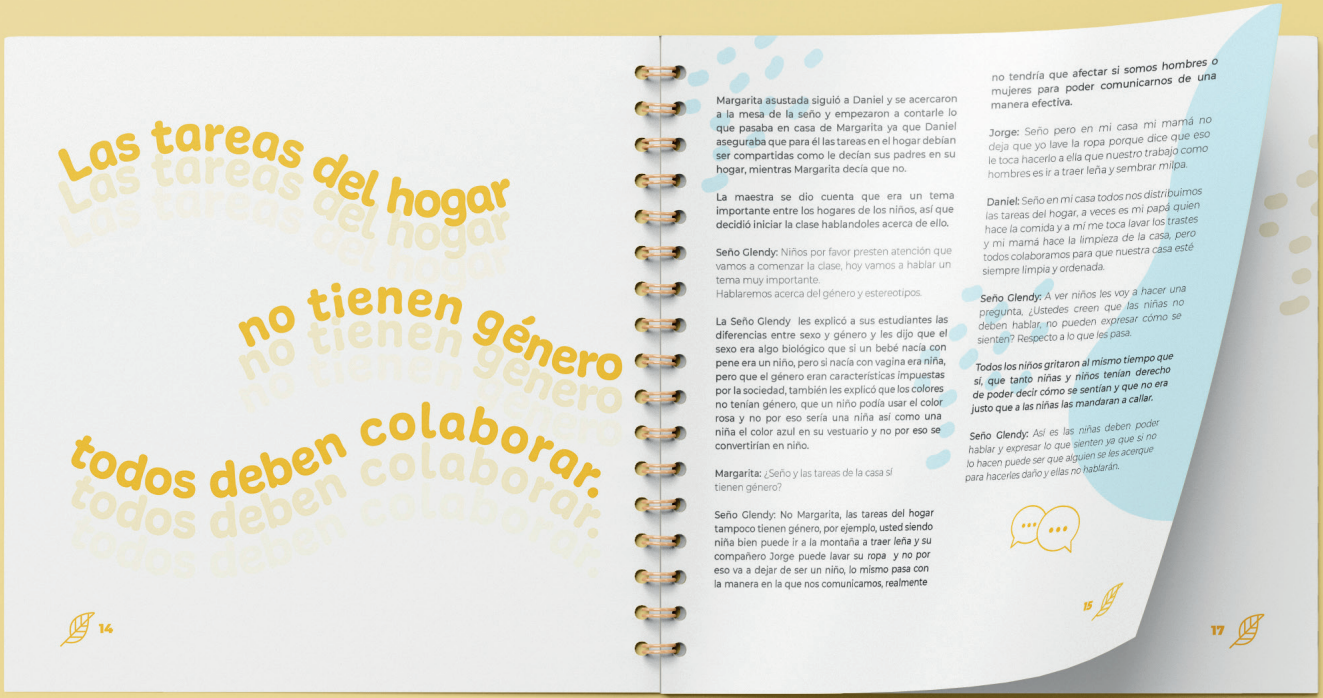 Las tareas del hogar
no tienen género
todos deben colaborar.
14
Margarita asustada siguió a Daniel y se acercaron
a la mesa de la seño y empezaron a contarle lo
que pasaba en casa de Margarita ya que Daniel
aseguraba que para él las tareas en el hogar debían
ser compartidas como le decían sus padres en su
hogar, mientras Margarita decía que no.
La maestra se dio cuenta que era un tema
importante entre los hogares de los niños, así que
decidió iniciar la clase hablandoles acerca de ello.
Seño Glendy: Niños por favor presten atención que
vamos a comenzar la clase, hoy vamos a hablar un
tema muy importante.
Hablaremos acerca del género y estereotipos.
La Seño Glendy les explicó a sus estudiantes las
diferencias entre sexo y género y les dijo que el
sexo era algo biológico que si un bebé nacía con
pene era un niño, pero si nacía con vagina era niña,
pero que el género eran características impuestas
por la sociedad, también les explicó que los colores
no tenían género, que un niño podía usar el color
rosa y no por eso sería una niña así como una
niña el color azul en su vestuario y no por eso se
convertirían en niño.
Margarita: ¿Seño y las tareas de la casa sí
tienen género?
Seño Glendy: No Margarita, las tareas del hogar
tampoco tienen género, por ejemplo, usted siendo
niña bien puede ir a la montaña a traer leña y su
compañero Jorge puede lavar su ropa y no por
eso va a dejar de ser un niño, lo mismo pasa con
la manera en la que nos comunicamos, realmente
no tendría que afectar si somos hombres o
mujeres para poder comunicarnos de una
manera efectiva.
Jorge: Seño pero en mi casa mi mamá no
deja que yo lave la ropa porque dice que eso
le toca hacerlo a ella que nuestro trabajo como
hombres es ir a traer leña y sembrar milpa.
Daniel: Seño en mi casa todos nos distribuimos
las tareas del hogar, a veces es mi papá quien
hace la comida y a mí me toca lavar los trastes
y mi mamá hace la limpieza de la casa, pero
todos colaboramos para que nuestra casa esté
siempre limpia y ordenada.
Seño Glendy: A ver niños les voy a hacer una
pregunta, ¿Ustedes creen que las niñas no
deben hablar, no pueden expresar cómo se
sienten? Respecto a lo que les pasa.
Todos los niños gritaron al mismo tiempo que
sí, que tanto niñas y niños tenían derecho
de poder decir cómo se sentían y que no era
justo que a las niñas las mandaran a callar.
Seño Glendy: Así es las niñas deben poder
hablar y expresar lo que sienten ya que si no
lo hacen puede ser que alguien se les acerque
para hacerles daño y ellas no hablarán.
15
17